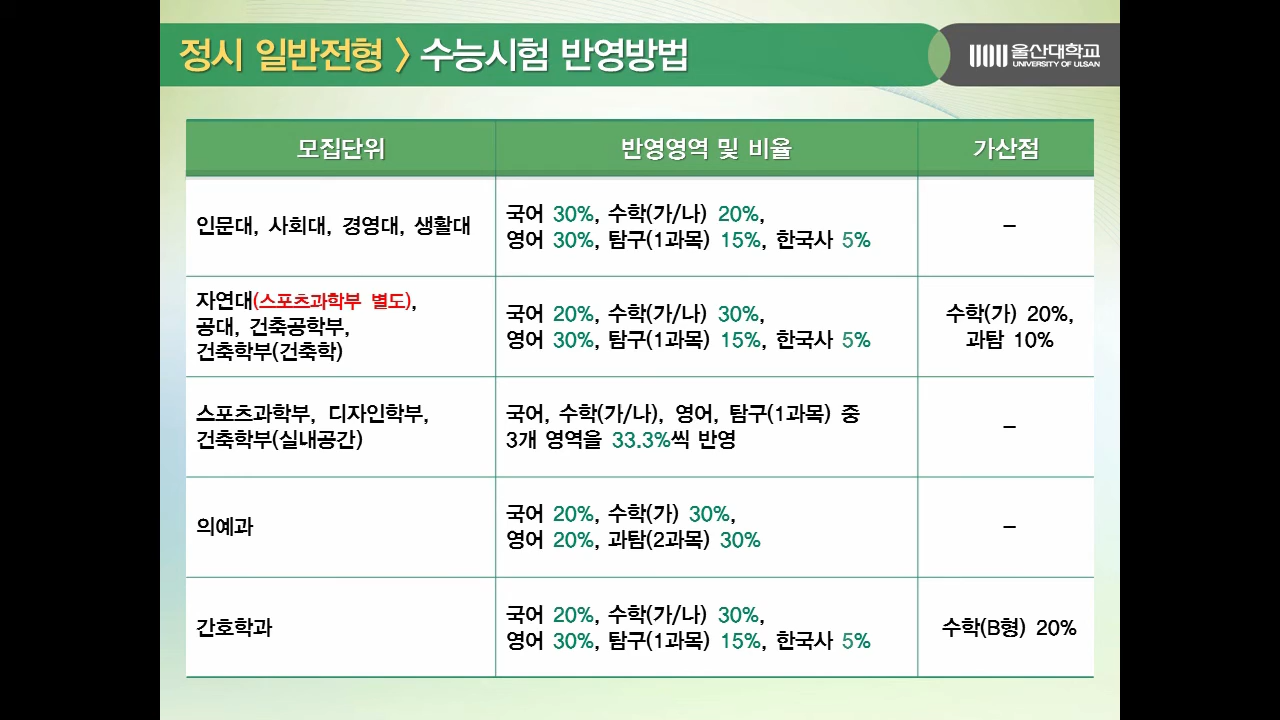 정시 일반전형 > 수능시험 반영방법
울산대학교
UNIVERSITY OF ULSAN
모집단위
반영영역 및 비율
가산점
인문대, 사회대, 경영대, 생활대
국어 30%, 수학(가/나) 20%,
영어 30%, 탐구(1과목) 15%, 한국사 5%
–
자연대(스포츠과학부 별도),
공대, 건축공학부,
건축학부(건축학)
국어 20%, 수학(가/나) 30%,
영어 30%, 탐구(1과목) 15%, 한국사 5%
수학(가) 20%,
과탐 10%
스포츠과학부, 디자인학부,
건축학부(실내공간)
국어, 수학(가/나), 영어, 탐구(1과목) 중
3개 영역을 33.3%씩 반영
–
의예과
국어 20%, 수학(가) 30%,
영어 20%, 과탐(2과목) 30%
–
간호학과
국어 20%, 수학(가/나) 30%,
영어 30%, 탐구(1과목) 15%, 한국사 5%
수학(B형) 20%